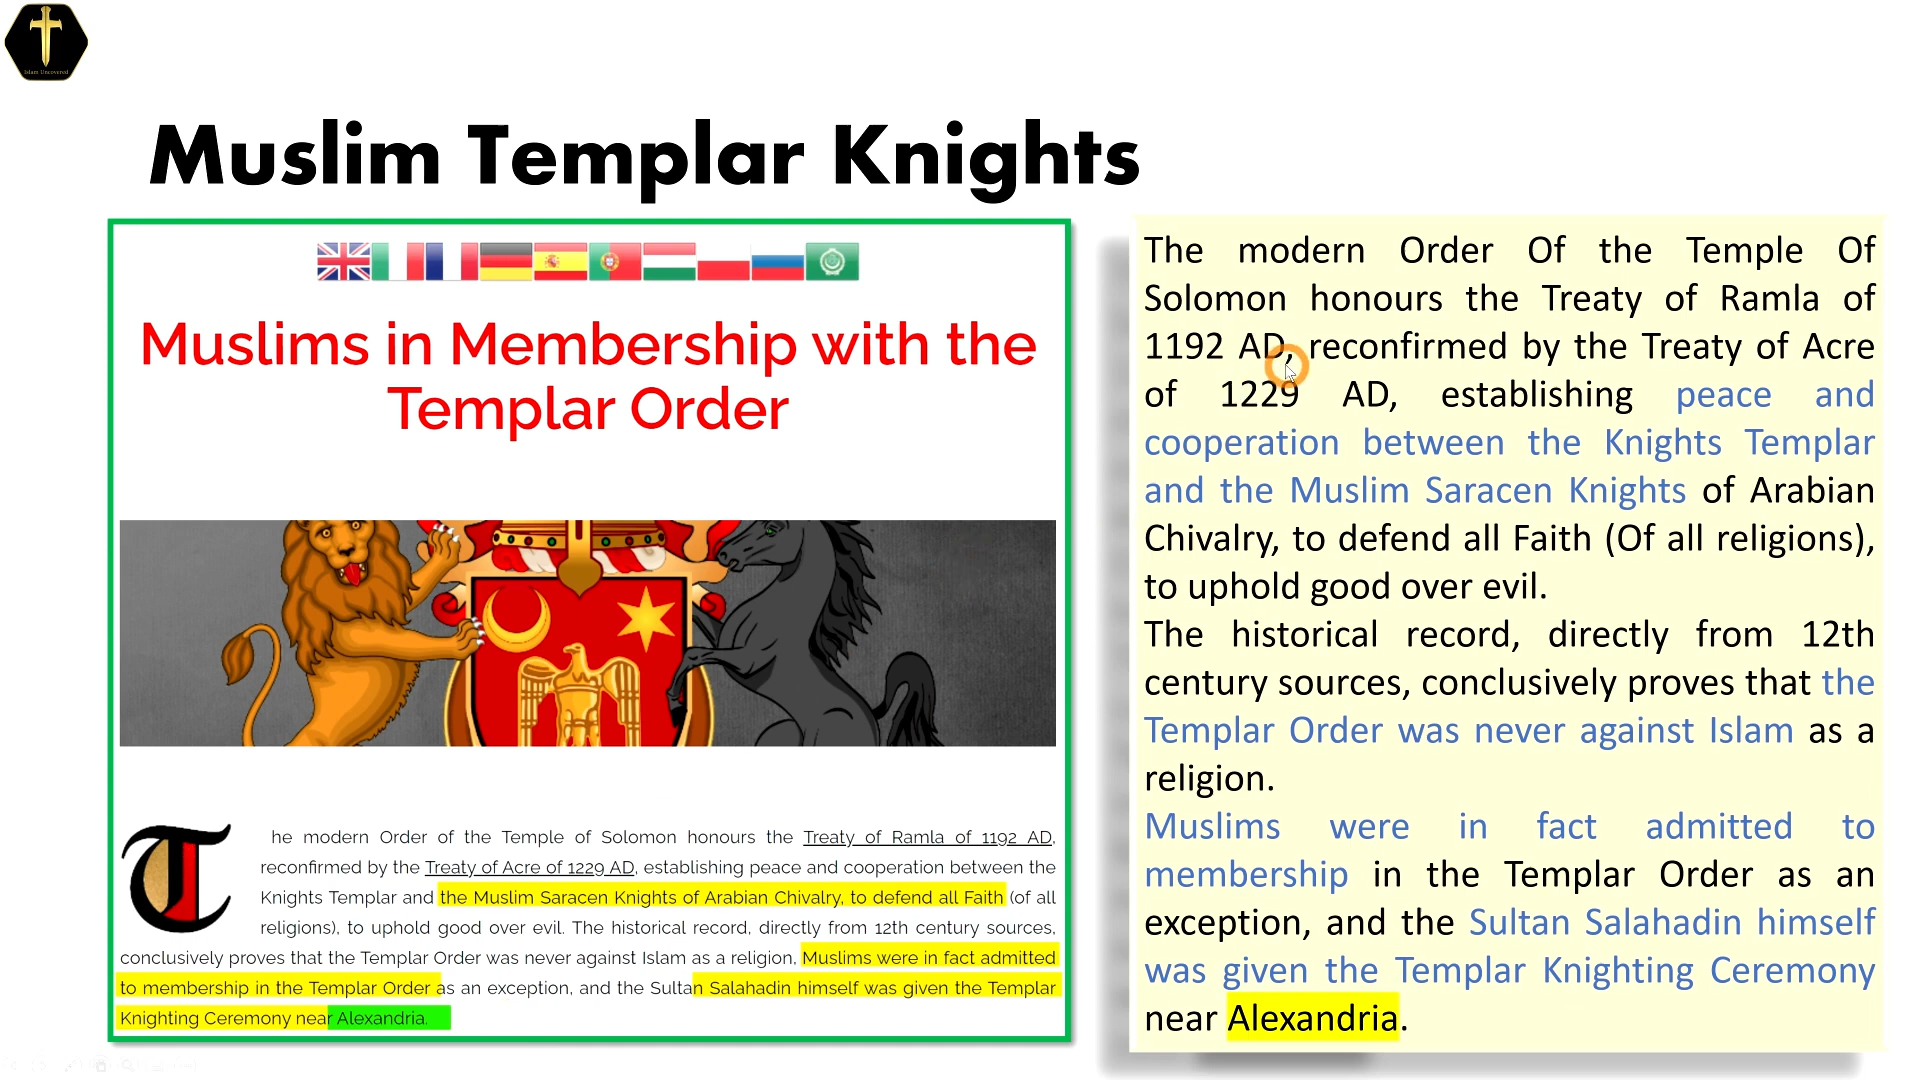 Islam Uncovered
Muslim Templar Knights
Muslims in Membership with the
Templar Order
The modern Order of the Temple of Solomon honours the Treaty of Ramla of 1192 AD,
reconfirmed by the Treaty of Acre of 1229 AD, establishing peace and cooperation between the
Knights Templar and the Muslim Saracen Knights of Arabian Chivalry, to defend all Faith (of all
religions), to uphold good over evil. The historical record, directly from 12th century sources,
conclusively proves that the Templar Order was never against Islam as a religion, Muslims were in fact admitted
to membership in the Templar Order as an exception, and the Sultan Salahadin himself was given the Templar
Knighting Ceremony near Alexandria.
The modern Order Of the Temple Of
Solomon honours the Treaty of Ramla of
1192 AD, reconfirmed by the Treaty of Acre
of 1229 AD, establishing peace and
cooperation between the Knights Templar
and the Muslim Saracen Knights of Arabian
Chivalry, to defend all Faith (Of all religions),
to uphold good over evil.
The historical record, directly from 12th
century sources, conclusively proves that the
Templar Order was never against Islam as a
religion.
Muslims were in fact admitted to
membership in the Templar Order as an
exception, and the Sultan Salahadin himself
was given the Templar Knighting Ceremony
near Alexandria.